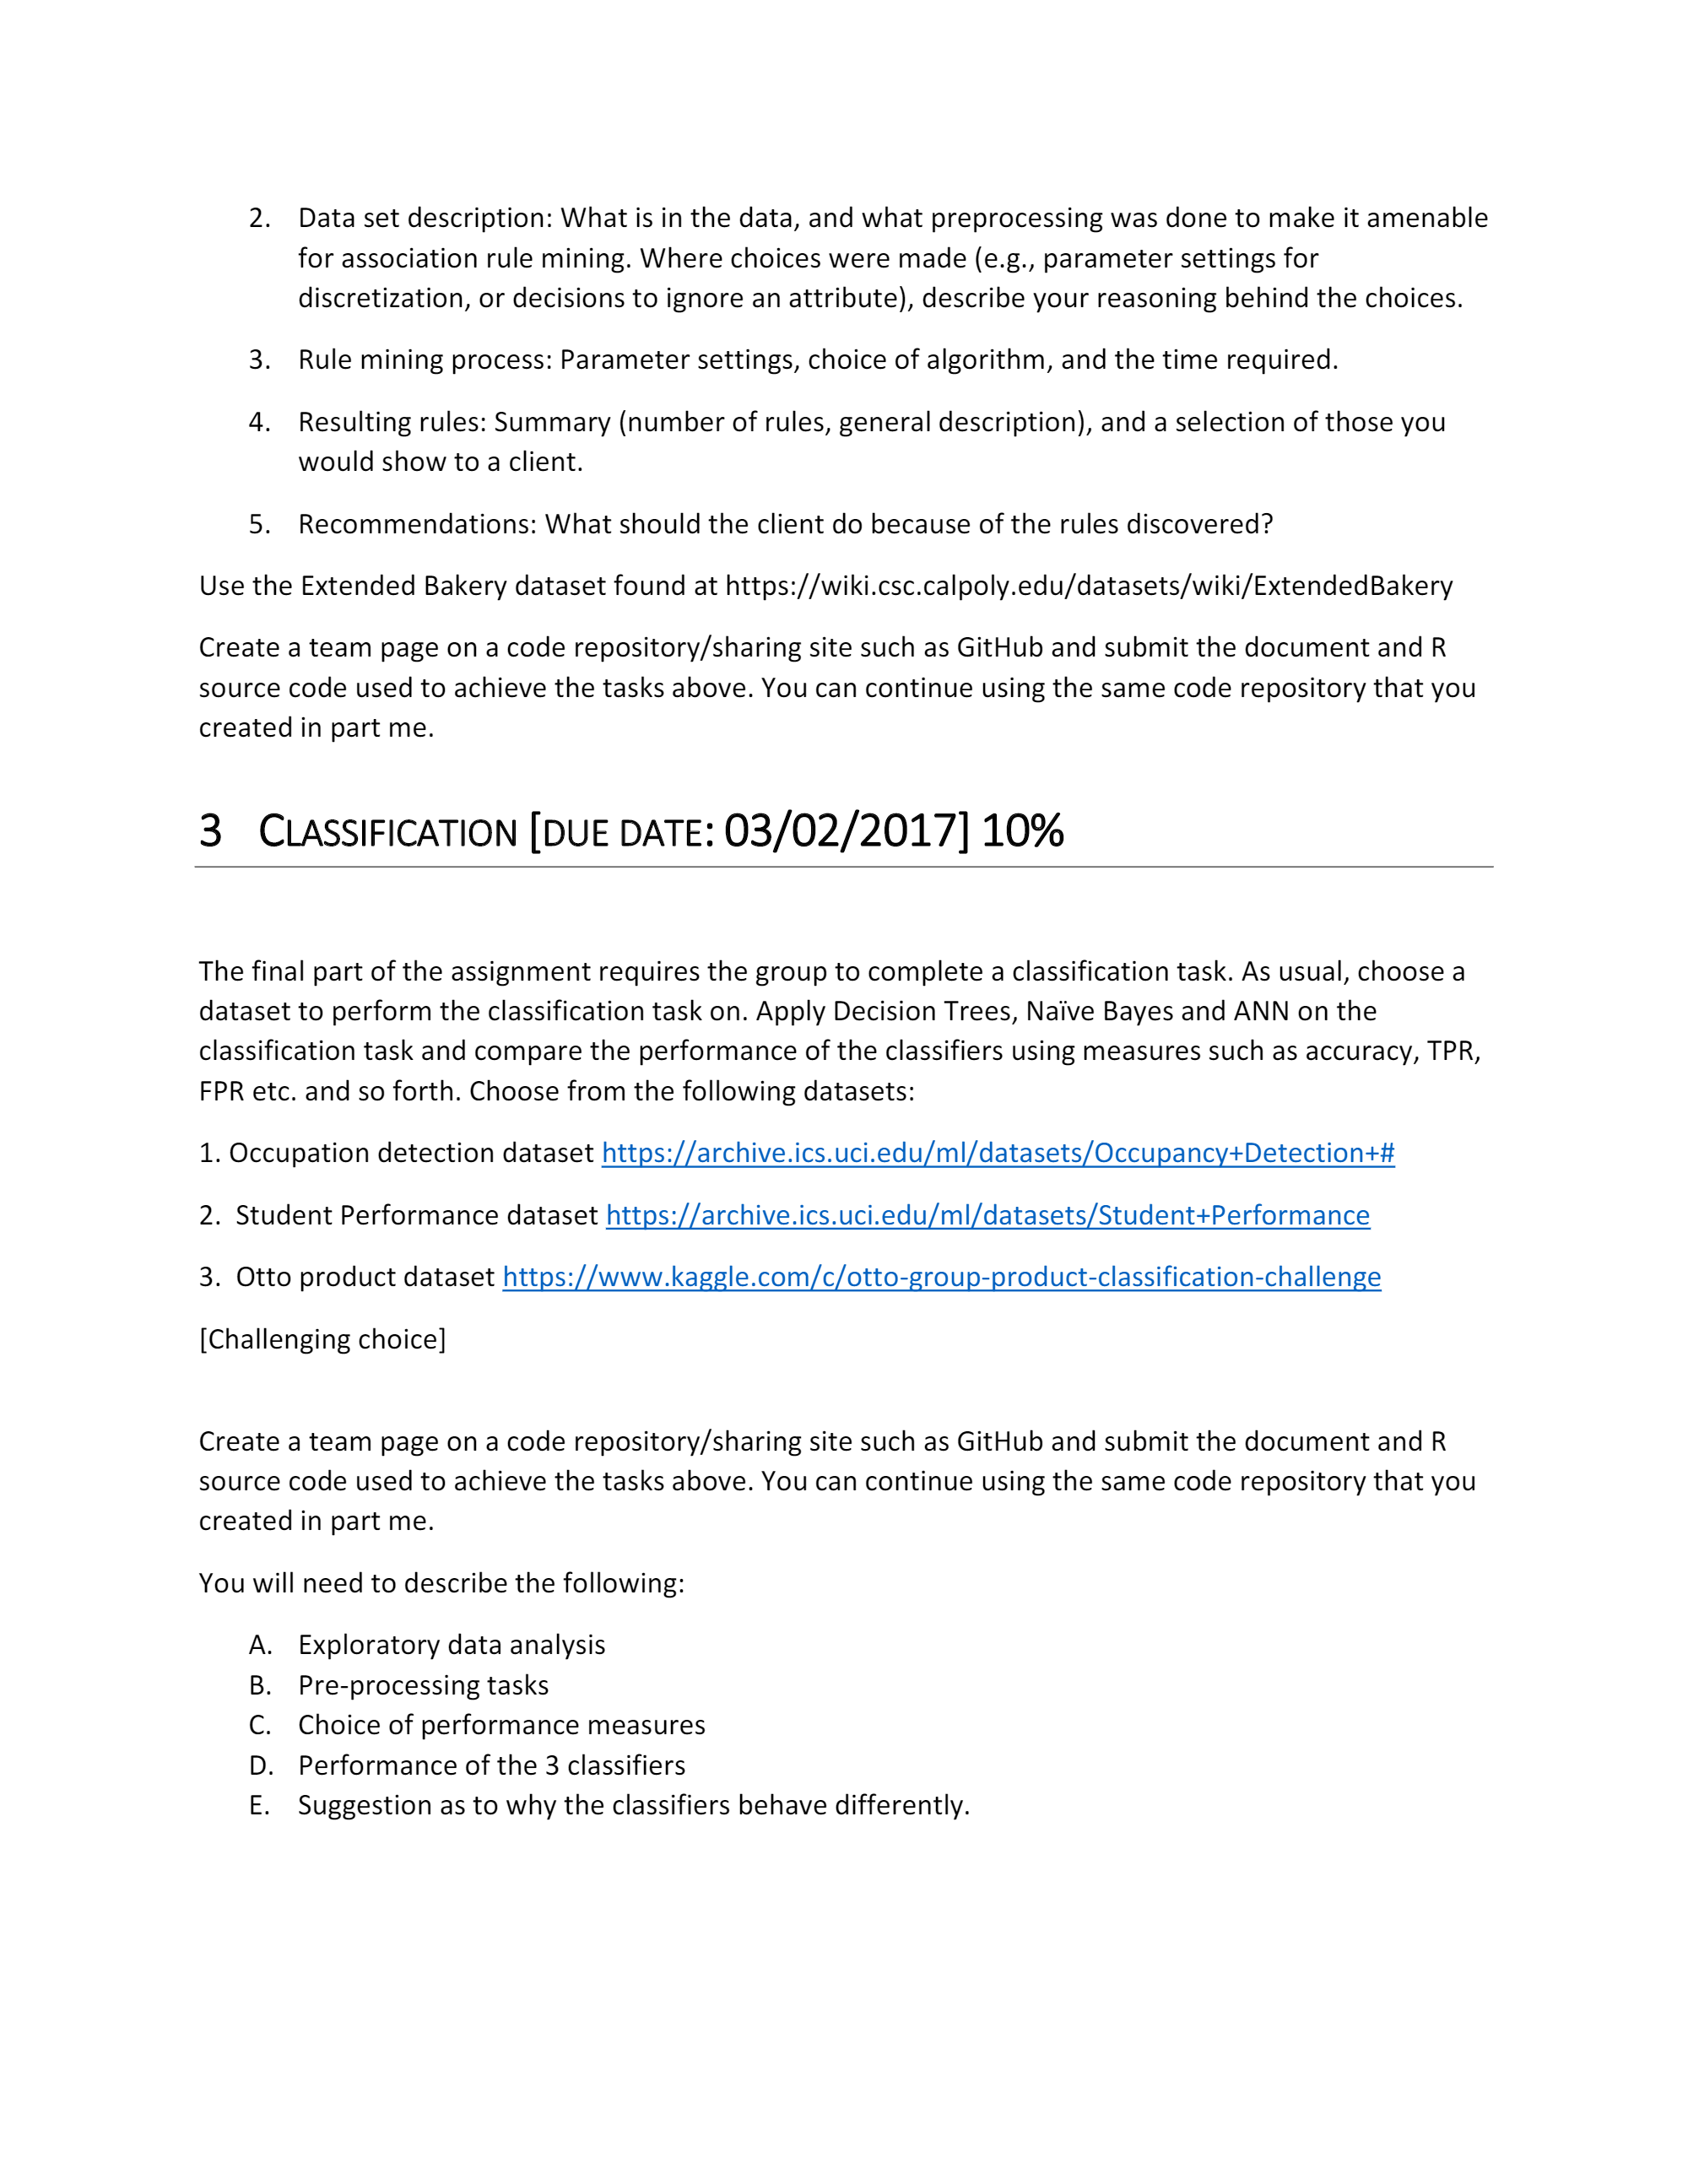 2. Data set description: What is in the data, and what preprocessing was done to make it amenable
for association rule mining. Where choices were made (e.g., parameter settings for
discretization, or decisions to ignore an attribute), describe your reasoning behind the choices.
3. Rule mining process: Parameter settings, choice of algorithm, and the time required.
4. Resulting rules: Summary (number of rules, general description), and a selection of those you
would show to a client.
5. Recommendations: What should the client do because of the rules discovered?
Use the Extended Bakery dataset found at https://wiki.csc.calpoly.edu/datasets/wiki/ExtendedBakery
Create a team page on a code repository/sharing site such as GitHub and submit the document and R
source code used to achieve the tasks above. You can continue using the same code repository that you
created in part me.
3 CLASSIFICATION [DUE DATE: 03/02/2017] 10%
The final part of the assignment requires the group to complete a classification task. As usual, choose a
dataset to perform the classification task on. Apply Decision Trees, Naïve Bayes and ANN on the
classification task and compare the performance of the classifiers using measures such as accuracy, TPR,
FPR etc. and so forth. Choose from the following datasets:
1. Occupation detection dataset https://archive.ics.uci.edu/ml/datasets/Occupancy+Detection+#
2. Student Performance dataset https://archive.ics.uci.edu/ml/datasets/Student+Performance
3. Otto product dataset https://www.kaggle.com/c/otto-group-product-classification-challenge
[Challenging choice]
Create a team page on a code repository/sharing site such as GitHub and submit the document and R
source code used to achieve the tasks above. You can continue using the same code repository that you
created in part me.
You will need to describe the following:
A. Exploratory data analysis
B. Pre-processing tasks
C. Choice of performance measures
D. Performance of the 3 classifiers
E. Suggestion as to why the classifiers behave differently.